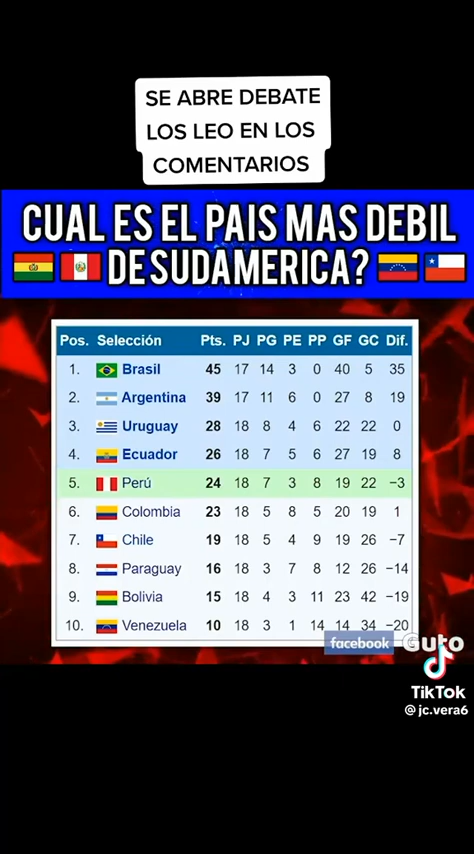 SE ABRE DEBATE
LOS LEO EN LOS
COMENTARIOS
CUAL ES EL PAIS MAS DEBIL
DE SUDAMERICA?
Pos. Selección Pts. PJ PG PE PP GF GC Dif.
1. Brasil 45 17 14 3 0 40 5 35
2. Argentina 39 17 11 6 0 27 8 19
3. Uruguay 28 18 8 4 6 22 22 0
4. Ecuador 26 18 7 5 6 27 19 8
5. Perú 24 18 7 3 8 19 22 −3
6. Colombia 23 18 5 8 5 20 19 1
7. Chile 19 18 5 4 9 19 26 −7
8. Paraguay 16 18 3 7 8 12 26 −14
9. Bolivia 15 18 4 3 11 23 42 −19
10. Venezuela 10 18 3 1 14 14 34 −20
facebook
Guto
TikTok
@jc.vera6